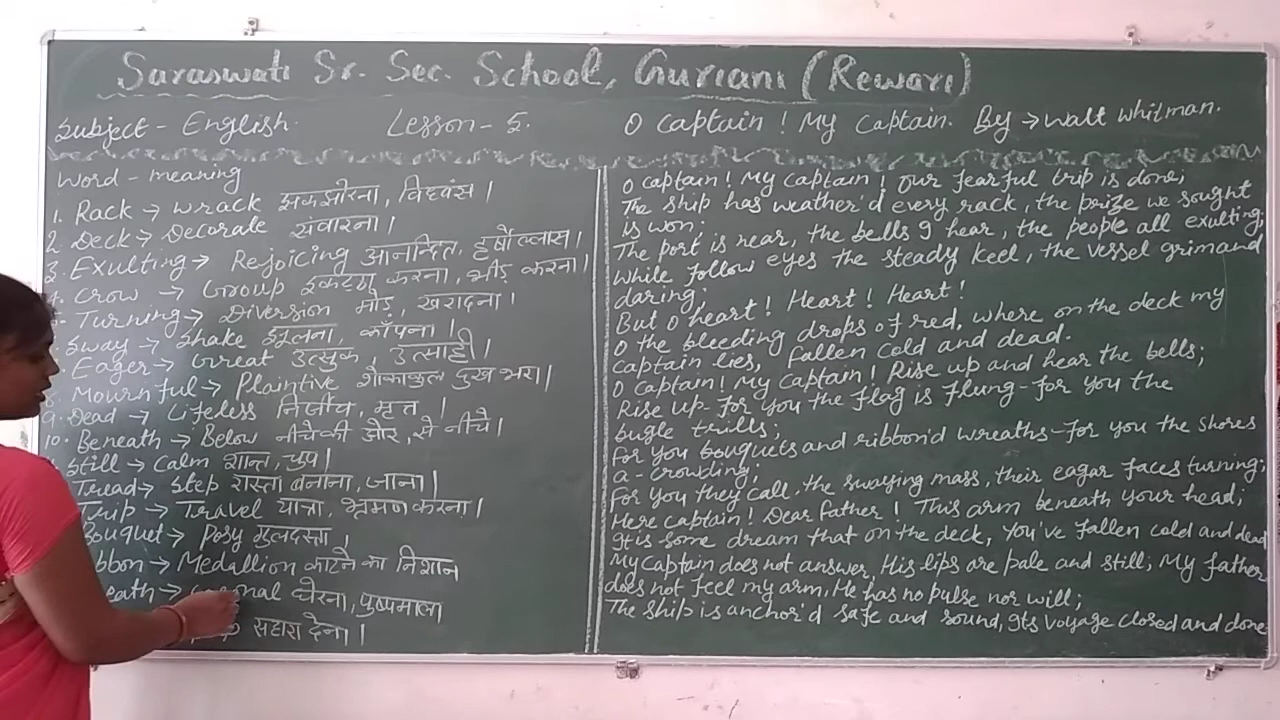 Saraswati Sr. Sec. School, Guriani (Rewari)
Subject - English. Lesson - 5. O Captain ! My Captain. By → Walt Whitman.
Word - meaning
1. Rack → Wrack झकझोरना, विध्वंस।
2. Deck → Decorate संवारना।
3. Exulting → Rejoicing आनन्दित, हर्षोल्लास।
4. Crow → Group इकट्ठा करना, भीड़ करना।
Turning → Diversion मोड़, खरादना।
Sway → Shake झूलना, काँपना।
Eager → Great उत्सुक, उत्साही।
8. Mournful → Plaintive शोकाकुल दुख भरा।
9. Dead → Lifeless निर्जीव, मृत।
10. Beneath → Below नीचे की ओर, से नीचे।
Still → Calm शान्त, चुप।
Tread → Step रास्ता बनाना, जाना।
Trip → Travel यात्रा, भ्रमण करना।
Bouquet → Posy गुलदस्ता।
bbon → Medallion काटने का निशान
eath → घेरना, पुष्पमाला
सहारा देना।
O Captain! My Captain! Our fearful trip is done;
The ship has weather'd every rack, the prize we sought
is won;
The port is near, the bells I hear, the people all exulting;
While follow eyes the steady keel, the vessel grimand
daring;
But O heart! Heart! Heart!
O the bleeding drops of red, where on the deck my
captain lies, fallen cold and dead.
O Captain! My Captain! Rise up and hear the bells;
Rise up- for you the flag is flung- for you the
bugle trills;
for you bouquets and ribbon'd wreaths-for you the shores
a-crowding;
for you they call, the swaying mass, their eagar faces turning;
Here captain! Dear father! This arm beneath your head;
It is some dream that on the deck, You've fallen cold and dead
My captain does not answer, His lips are pale and still; My father
does not feel my arm, He has no pulse nor will;
The ship is anchor'd safe and sound, Its voyage closed and done